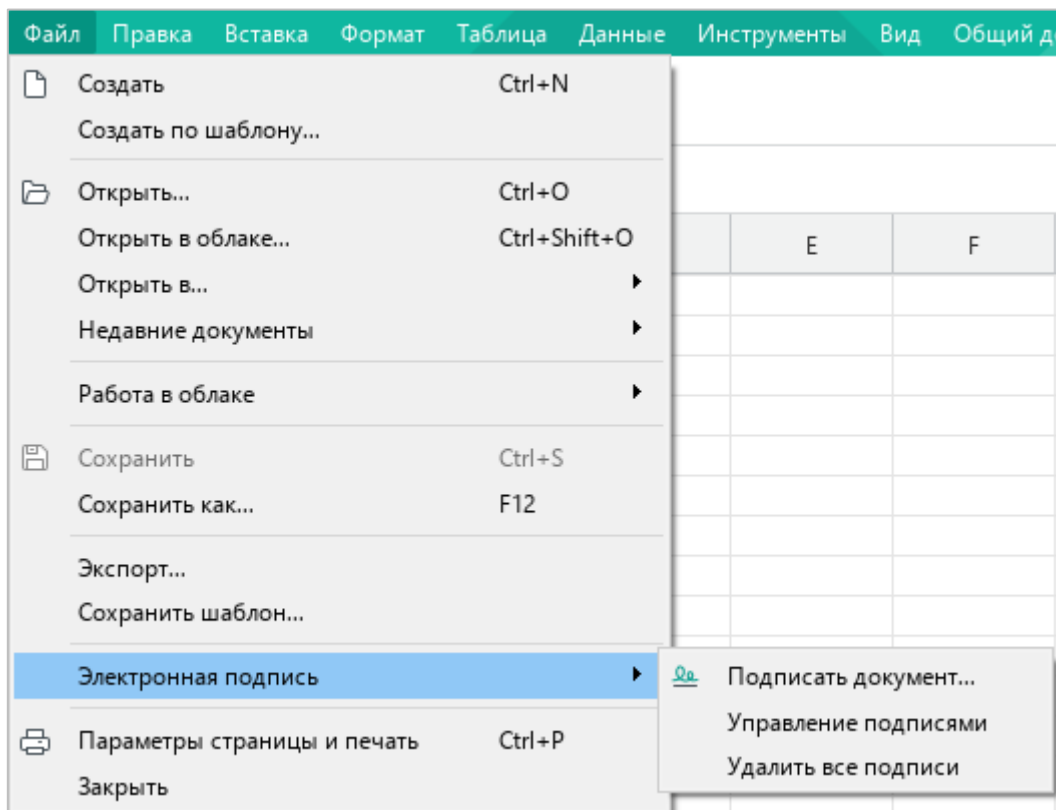 Файл Правка Вставка Формат Таблица Данные Инструменты Вид Общий
Создать Ctrl+N
Создать по шаблону...
Открыть... Ctrl+O
Открыть в облаке... Ctrl+Shift+O
E F
Открыть в...
Недавние документы
Работа в облаке
Сохранить Ctrl+S
Сохранить как... F12
Экспорт...
Сохранить шаблон...
Электронная подпись
Подписать документ...
Управление подписями
Удалить все подписи
Параметры страницы и печать Ctrl+P
Закрыть